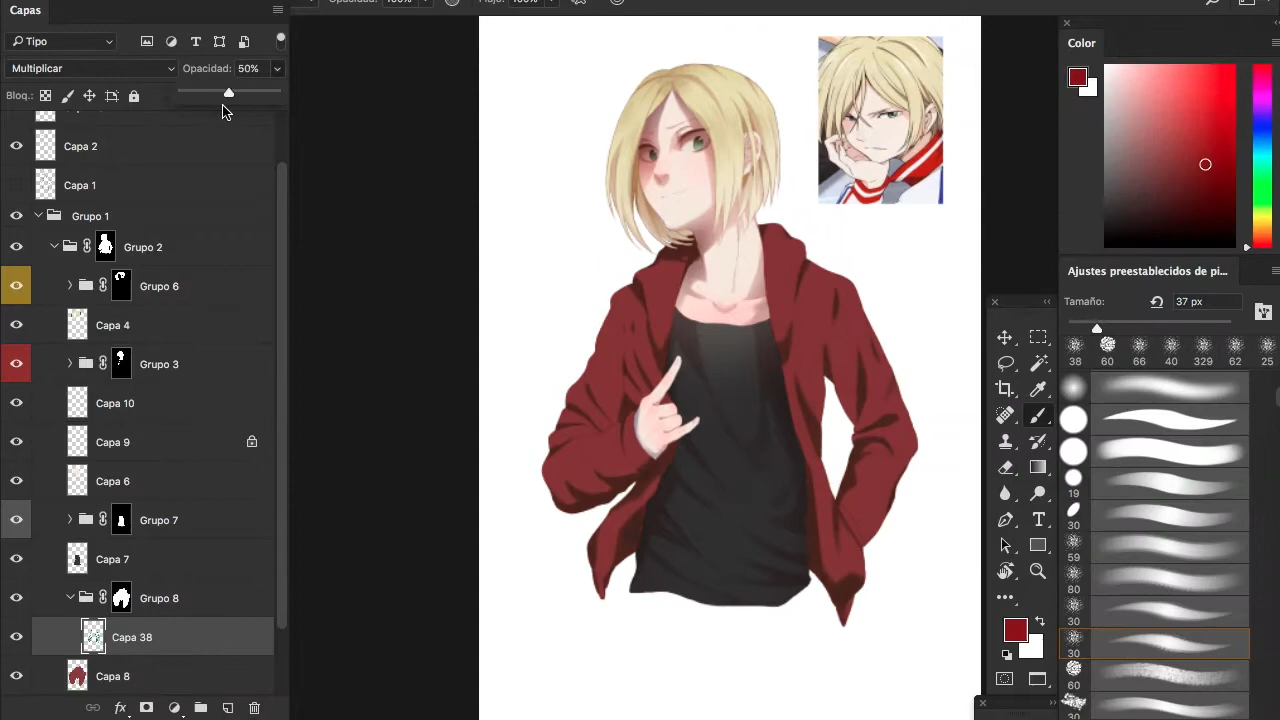 Capas
Tipo
Multiplicar Opacidad: 50%
Bloq.:
Capa 2
Capa 1
Grupo 1
Grupo 2
Grupo 6
Capa 4
Grupo 3
Capa 10
Capa 9
Capa 6
Grupo 7
Capa 7
Grupo 8
Capa 38
Capa 8
fx
Color
Ajustes preestablecidos de pi...
Tamaño: 37 px
38 60 66 40 329 62 25
19
30
59
80
30
30
60
30